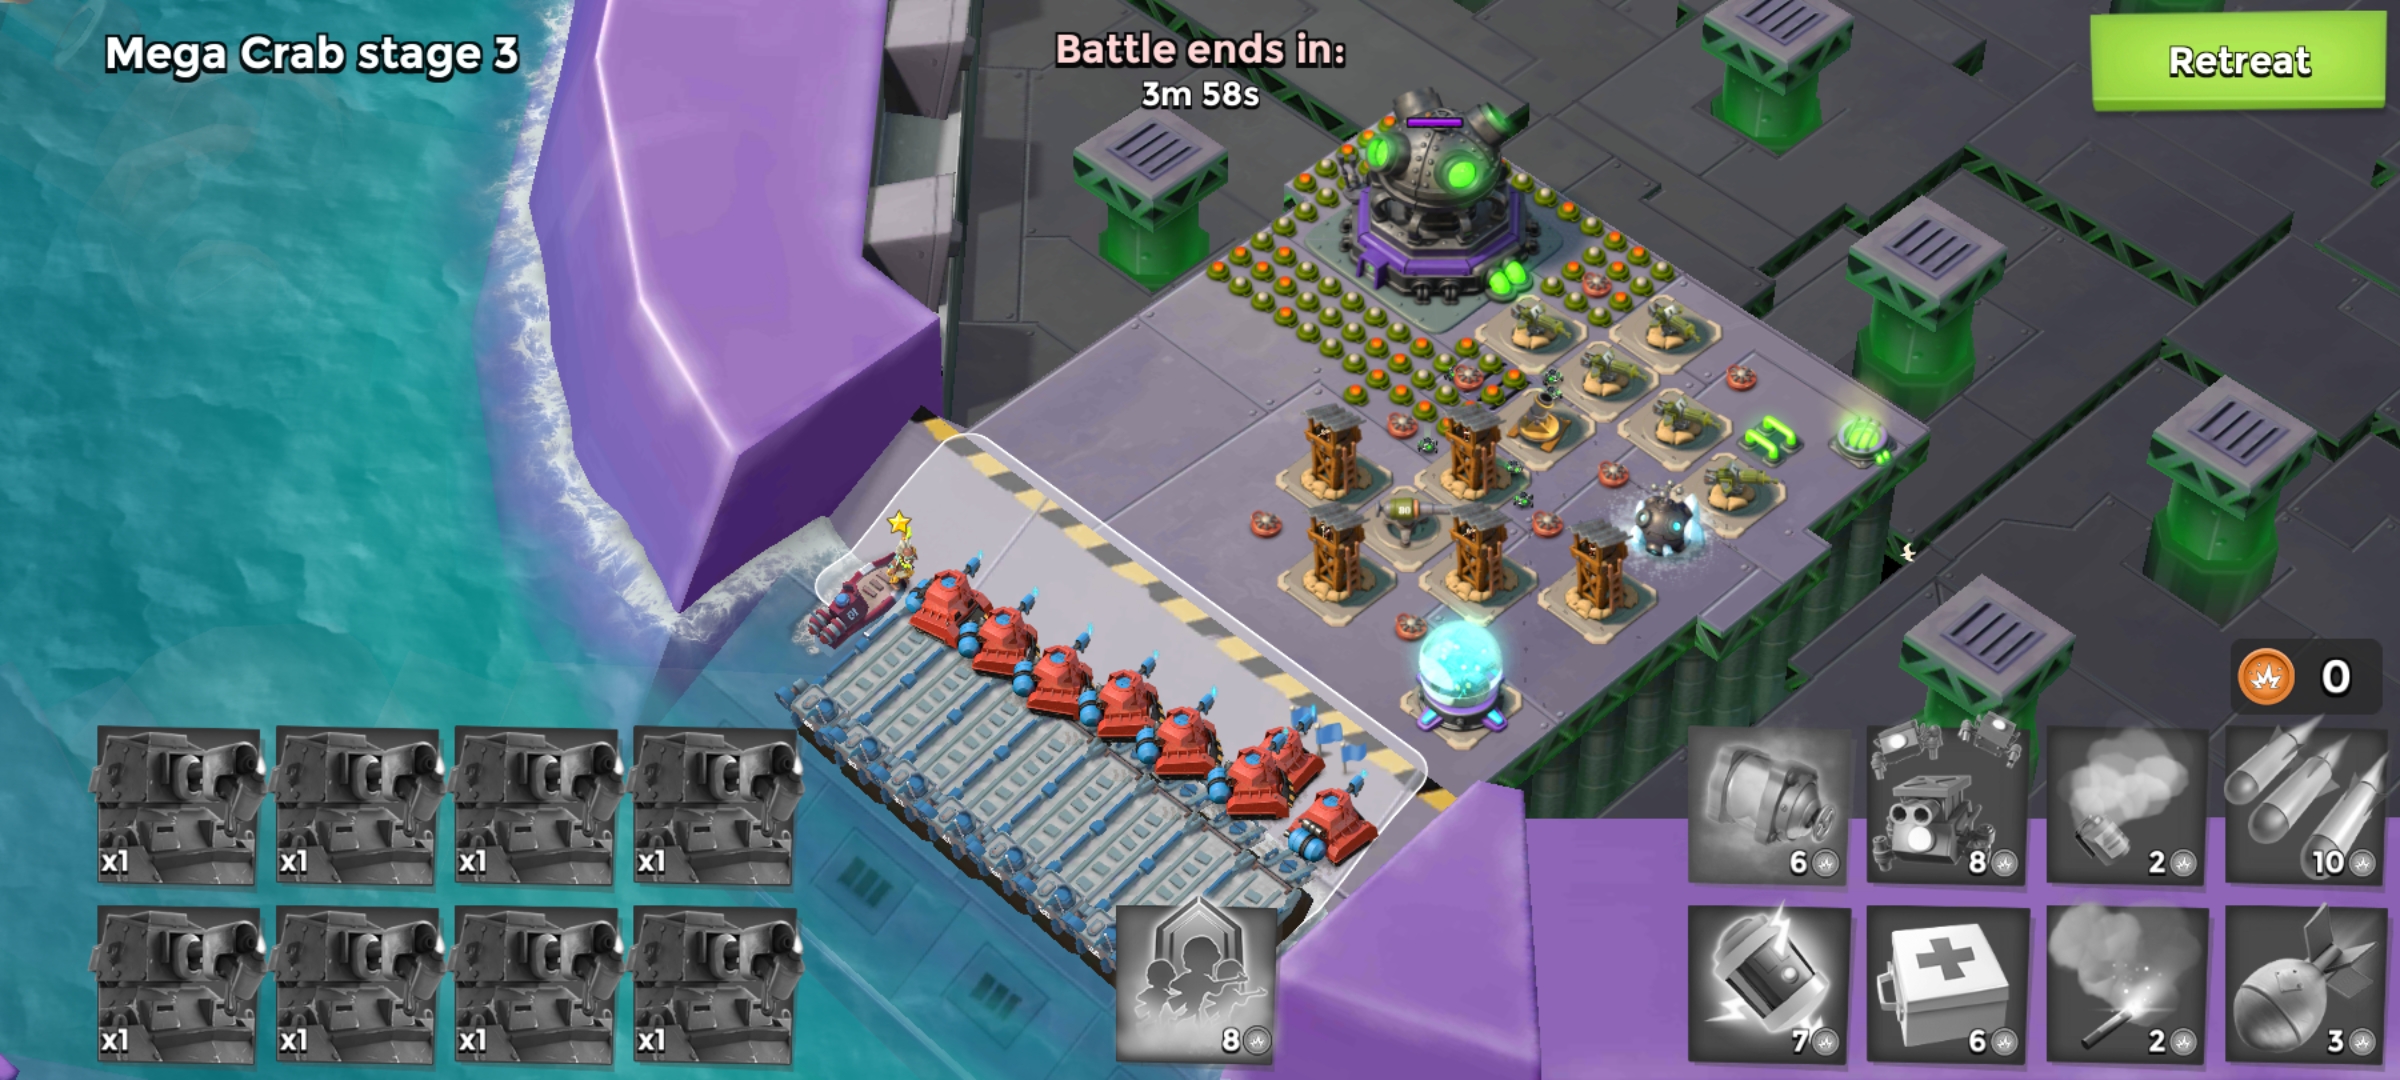 Mega Crab stage 3
Battle ends in:
3m 58s
Retreat
0
x1
x1
x1
x1
6
8
2
10
x1
x1
x1
x1
8
7
6
2
3